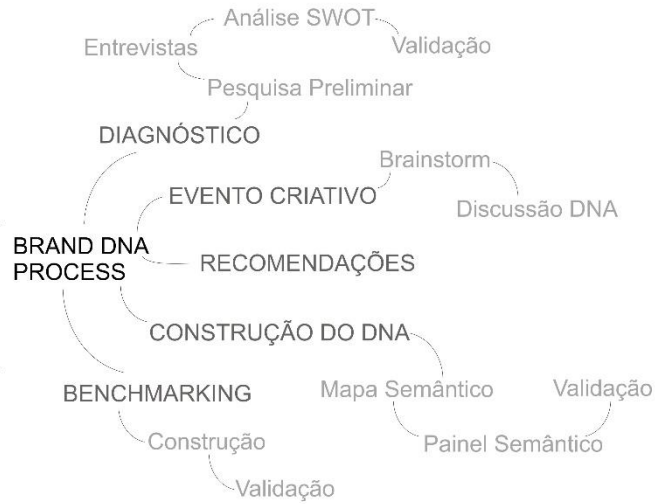 Análise SWOT
Entrevistas
Validação
Pesquisa Preliminar
DIAGNÓSTICO
Brainstorm
EVENTO CRIATIVO
Discussão DNA
BRAND DNA
PROCESS
RECOMENDAÇÕES
CONSTRUÇÃO DO DNA
BENCHMARKING
Mapa Semântico
Validação
Construção
Painel Semântico
Validação